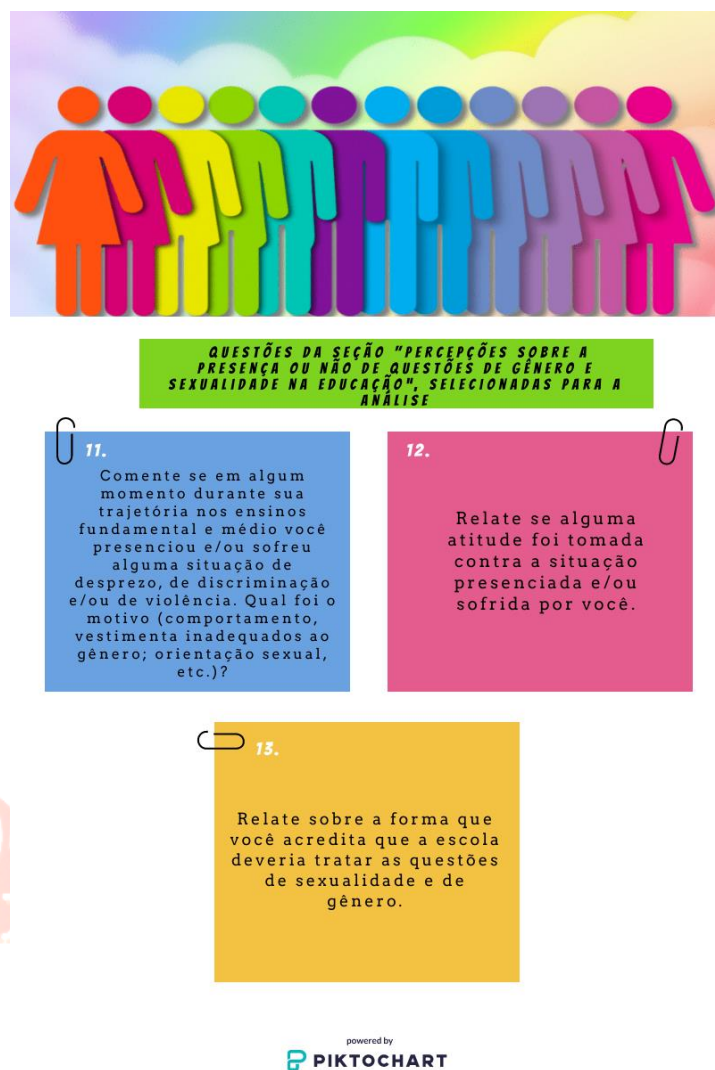 QUESTÕES DA SEÇÃO "PERCEPÇÕES SOBRE A
PRESENÇA OU NÃO DE QUESTÕES DE GÊNERO E
SEXUALIDADE NA EDUCAÇÃO", SELECIONADAS PARA A
ANÁLISE
11.
Comente se em algum
momento durante sua
trajetória nos ensinos
fundamental e médio você
presenciou e/ou sofreu
alguma situação de
desprezo, de discriminação
e/ou de violência. Qual foi o
motivo (comportamento,
vestimenta inadequados ao
gênero; orientação sexual,
etc.)?
12.
Relate se alguma
atitude foi tomada
contra a situação
presenciada e/ou
sofrida por você.
13.
Relate sobre a forma que
você acredita que a escola
deveria tratar as questões
de sexualidade e de
gênero.
powered by
PIKTOCHART